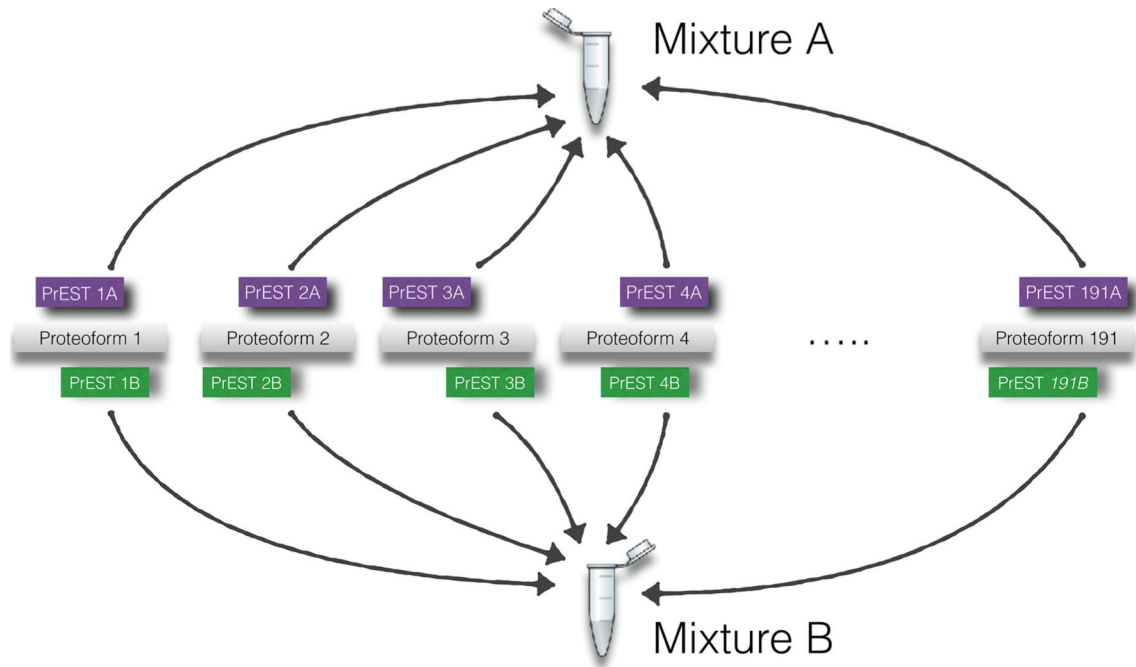 Mixture A
PrEST 1A
PrEST 2A
PrEST 3A
PrEST 4A
PrEST 191A
Proteoform 1
Proteoform 2
Proteoform 3
Proteoform 4
.....
Proteoform 191
PrEST 1B
PrEST 2B
PrEST 3B
PrEST 4B
PrEST 191B
Mixture B